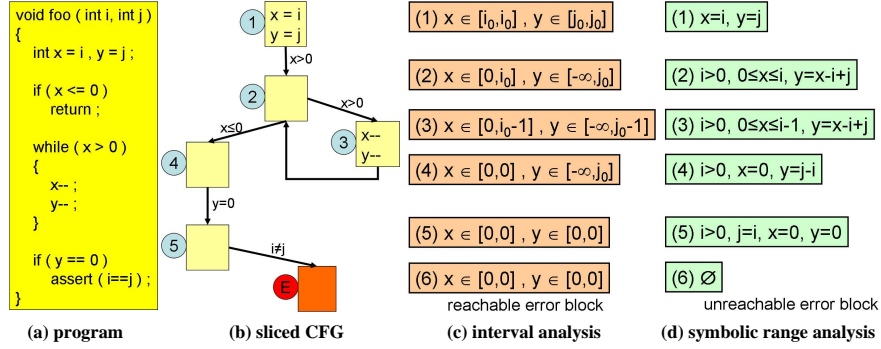 void foo ( int i, int j )
{
int x = i , y = j ;
if ( x <= 0 )
return ;
while ( x > 0 )
{
x-- ;
y-- ;
}
if ( y == 0 )
assert ( i==j ) ;
}
(a) program
1
x = i
y = j
x>0
2
x>0
x≤0
3
x--
y--
4
y=0
5
i≠j
E
(b) sliced CFG
(1) x ∈ [i₀,i₀] , y ∈ [j₀,j₀]
(2) x ∈ [0,i₀] , y ∈ [-∞,j₀]
(3) x ∈ [0,i₀-1] , y ∈ [-∞,j₀-1]
(4) x ∈ [0,0] , y ∈ [-∞,j₀]
(5) x ∈ [0,0] , y ∈ [0,0]
(6) x ∈ [0,0] , y ∈ [0,0]
reachable error block
(c) interval analysis
(1) x=i, y=j
(2) i>0, 0≤x≤i, y=x-i+j
(3) i>0, 0≤x≤i-1, y=x-i+j
(4) i>0, x=0, y=j-i
(5) i>0, j=i, x=0, y=0
(6) ∅
unreachable error block
(d) symbolic range analysis